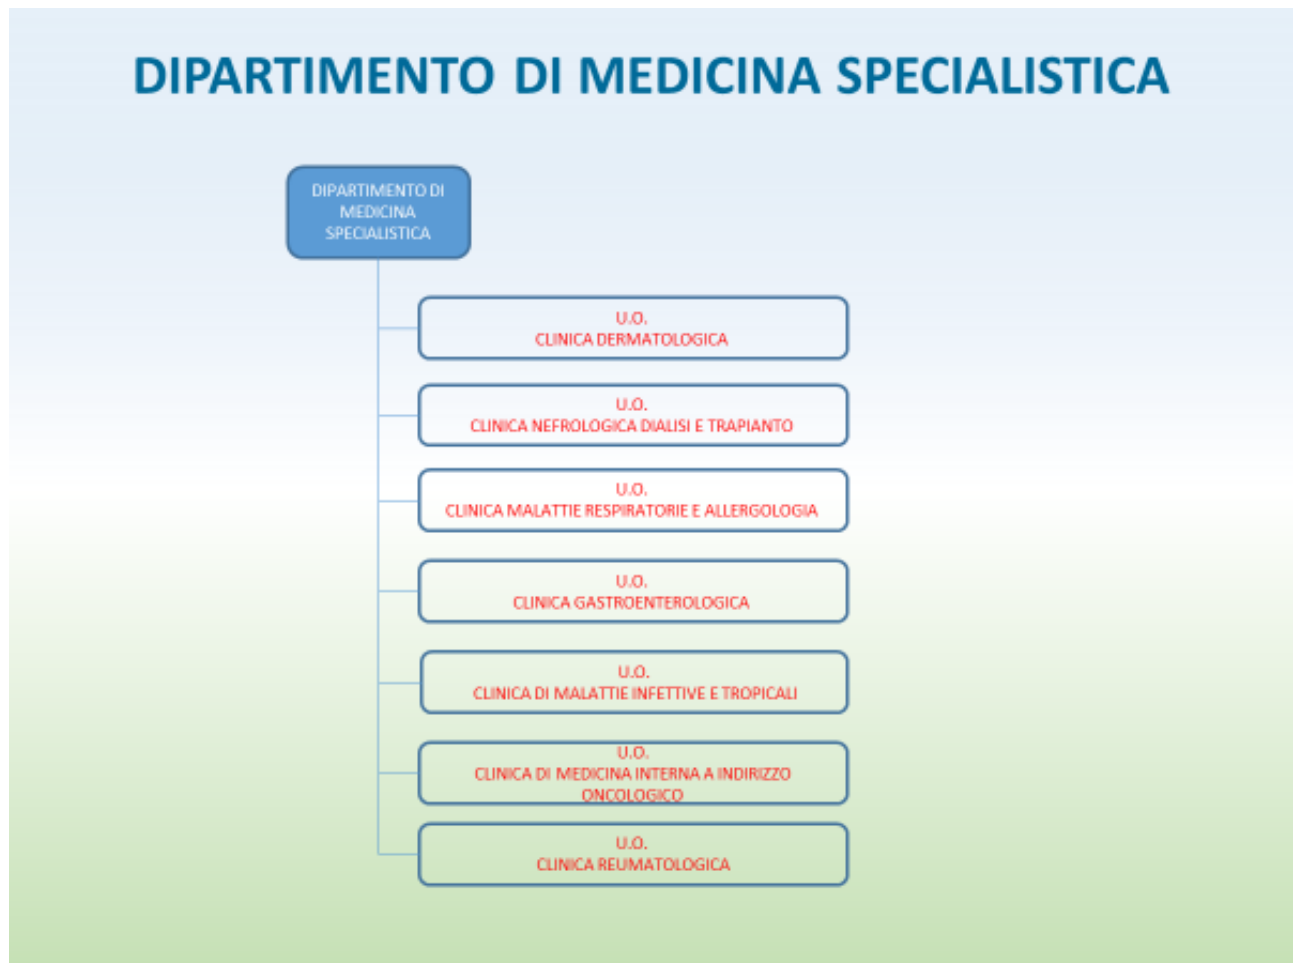 DIPARTIMENTO DI MEDICINA SPECIALISTICA
DIPARTIMENTO DI
MEDICINA
SPECIALISTICA
U.O.
CLINICA DERMATOLOGICA
U.O.
CLINICA NEFROLOGICA DIALISI E TRAPIANTO
U.O.
CLINICA MALATTIE RESPIRATORIE E ALLERGOLOGIA
U.O.
CLINICA GASTROENTEROLOGICA
U.O.
CLINICA DI MALATTIE INFETTIVE E TROPICALI
U.O.
CLINICA DI MEDICINA INTERNA A INDIRIZZO
ONCOLOGICO
U.O.
CLINICA REUMATOLOGICA